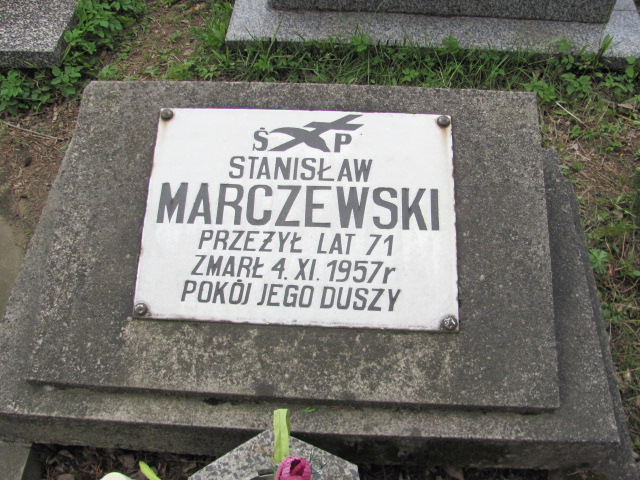 Ś P
STANISŁAW
MARCZEWSKI
PRZEŻYŁ LAT 71
ZMARŁ 4. XI. 1957r
POKÓJ JEGO DUSZY